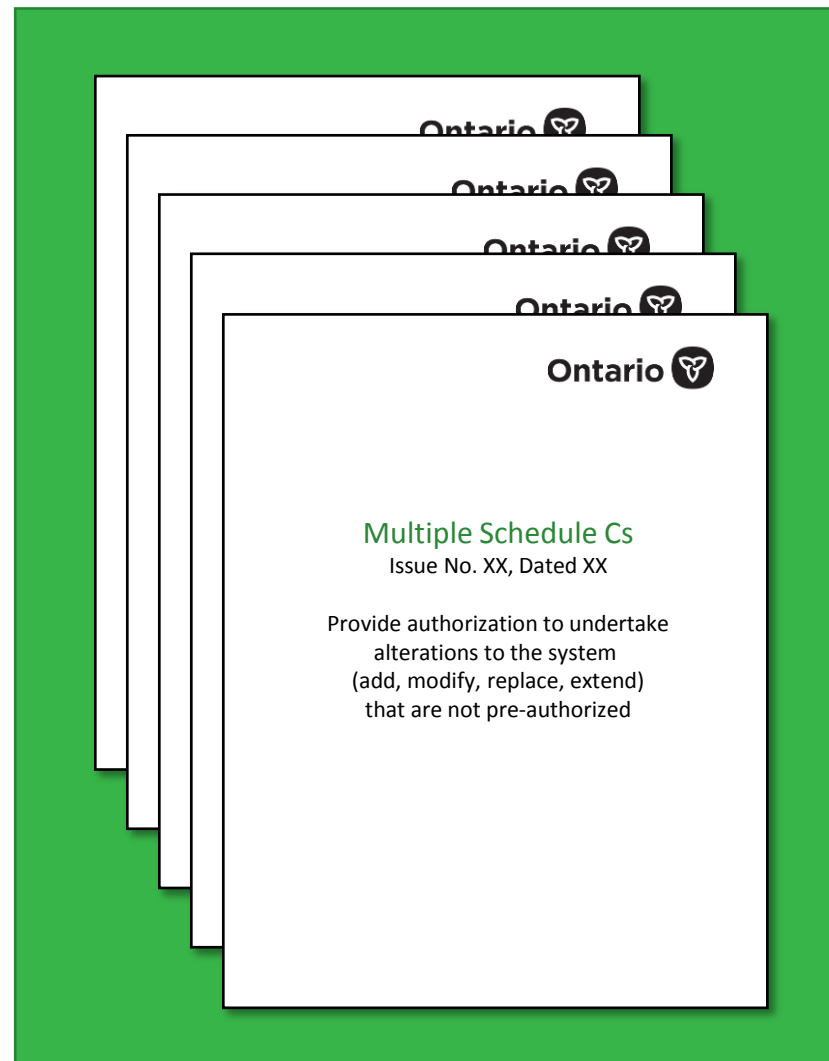 Ontario
Ontario
Ontario
Ontario
Ontario
Multiple Schedule Cs
Issue No. XX, Dated XX
Provide authorization to undertake
alterations to the system
(add, modify, replace, extend)
that are not pre-authorized